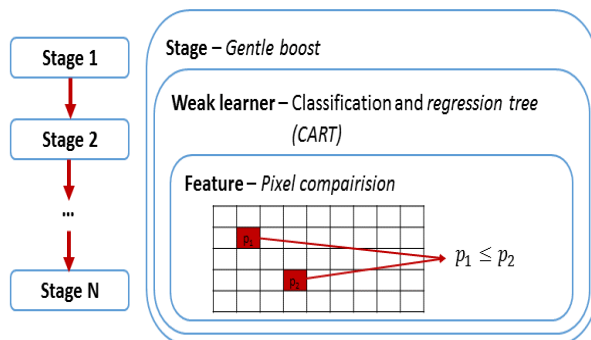 Stage 1
Stage 2
...
Stage N
Stage – Gentle boost
Weak learner – Classification and regression tree
(CART)
Feature – Pixel compairision
p₁
p₂
p₁ ≤ p₂